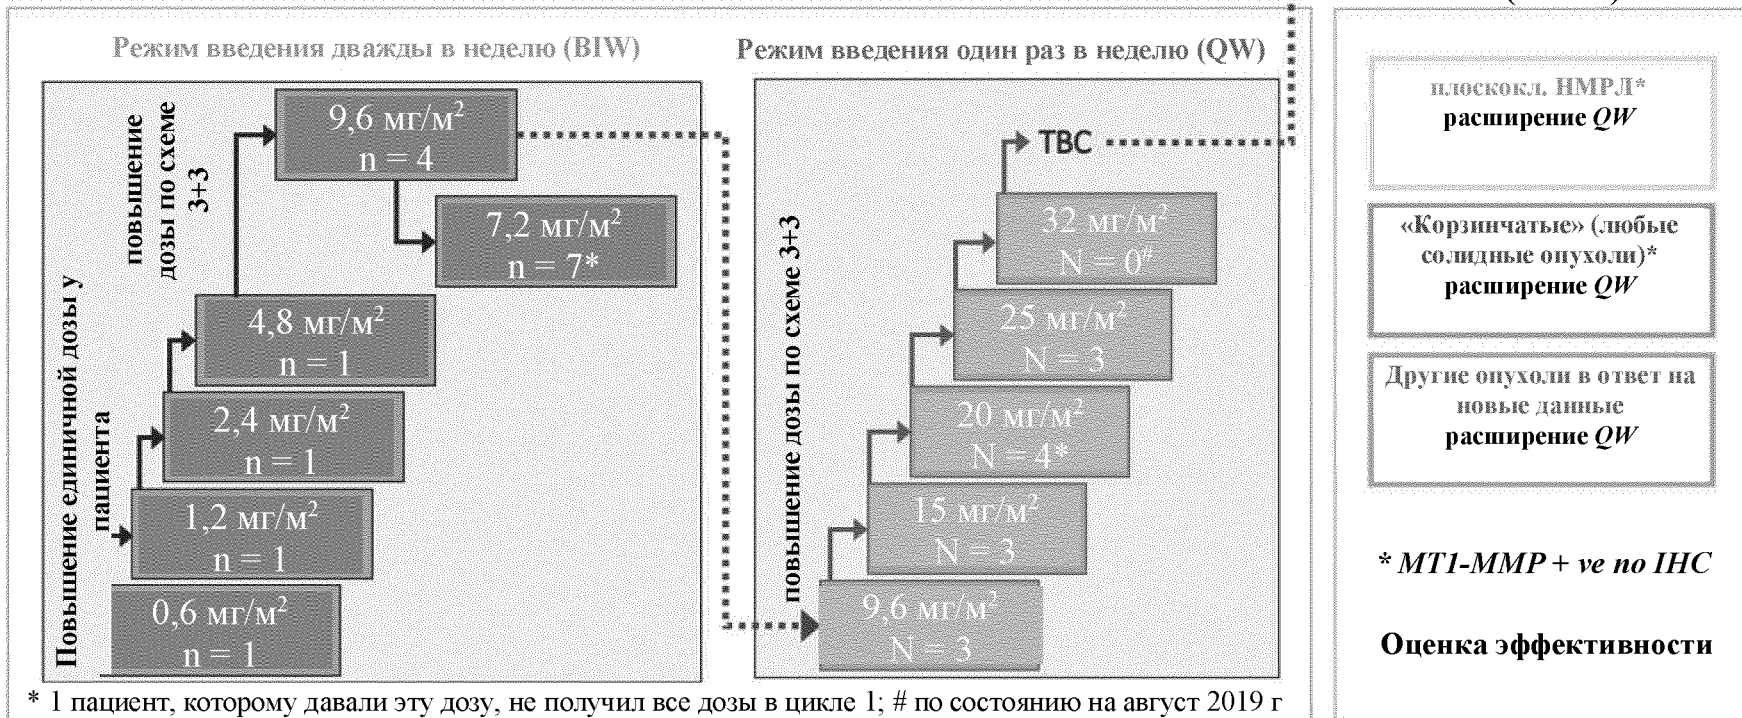 Режим введения дважды в неделю (BIW)
повышение
дозы по схеме
3+3
Повышение единичной дозы у
пациента
9,6 мг/м²
n = 4
7,2 мг/м²
n = 7*
4,8 мг/м²
n = 1
2,4 мг/м²
n = 1
1,2 мг/м²
n = 1
0,6 мг/м²
n = 1
Режим введения один раз в неделю (QW)
повышение дозы по схеме 3+3
TBC
32 мг/м²
N = 0#
25 мг/м²
N = 3
20 мг/м²
N = 4*
15 мг/м²
N = 3
9,6 мг/м²
N = 3
* 1 пациент, которому давали эту дозу, не получил все дозы в цикле 1; # по состоянию на август 2019 г
плоскокл. НМРЛ*
расширение QW
«Корзинчатые» (любые
солидные опухоли)*
расширение QW
Другие опухоли в ответ на
новые данные
расширение QW
* MT1-MMP + ve по IHC
Оценка эффективности